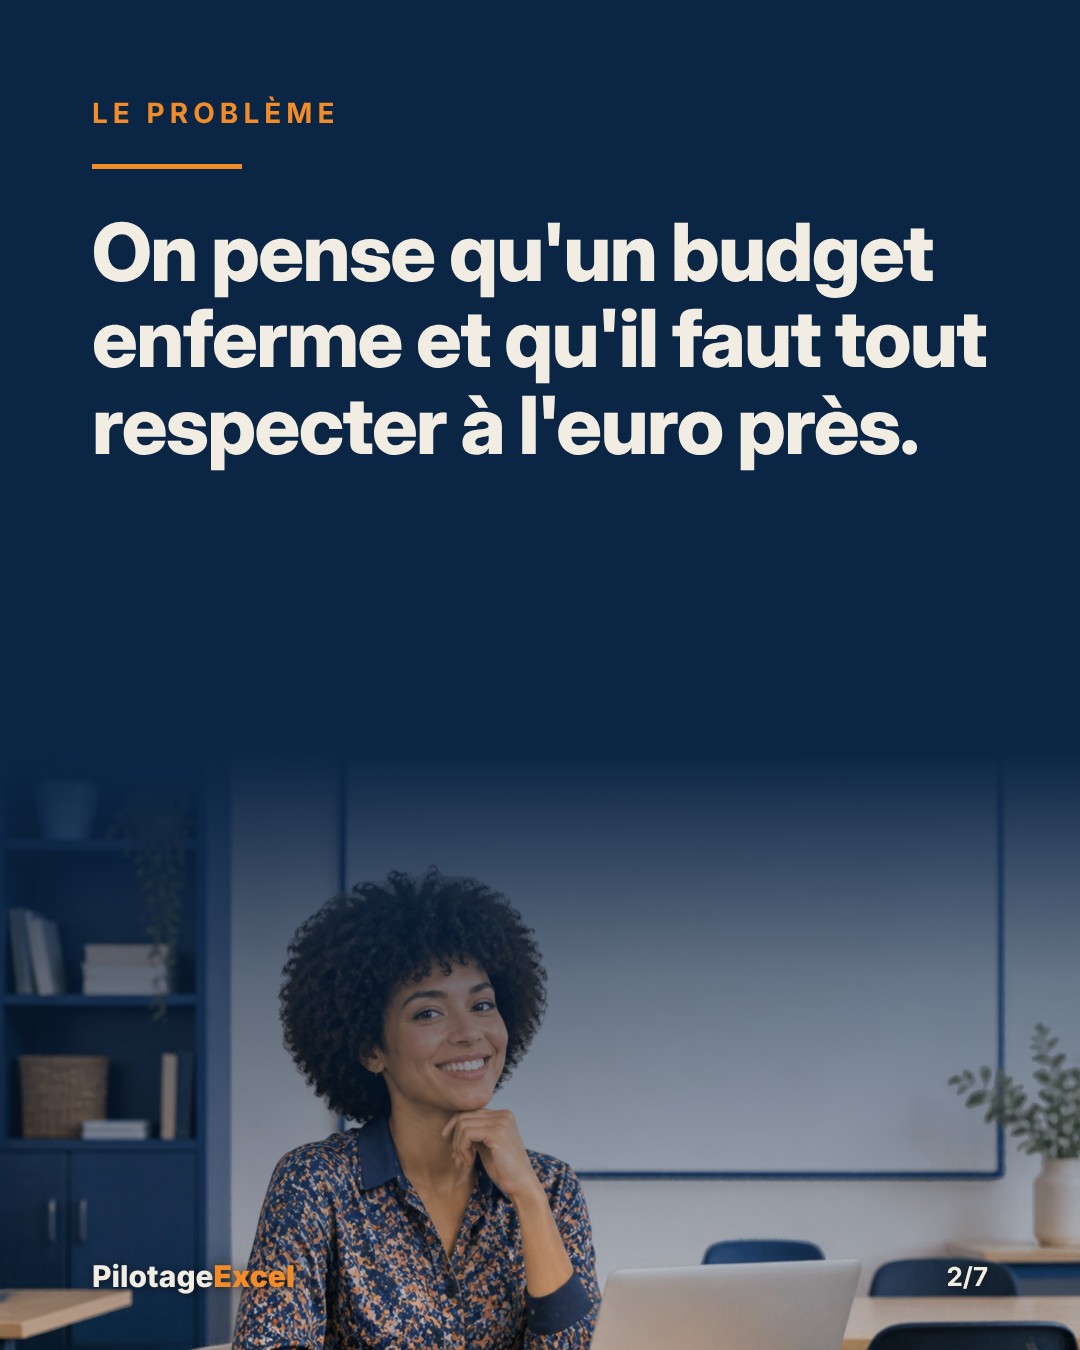 LE PROBLÈME
On pense qu'un budget
enferme et qu'il faut tout
respecter à l'euro près.
PilotageExcel
2/7